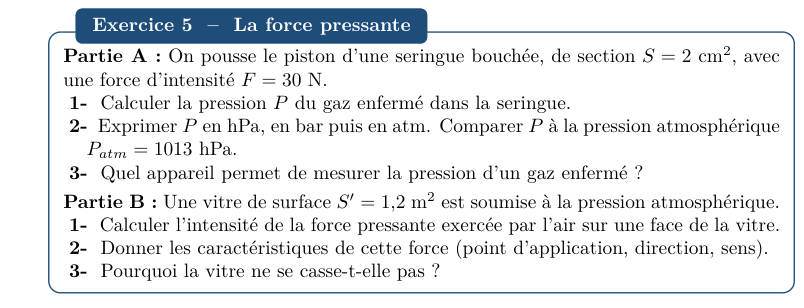 Exercice 5 – La force pressante
Partie A : On pousse le piston d'une seringue bouchée, de section S = 2 cm², avec
une force d'intensité F = 30 N.
1- Calculer la pression P du gaz enfermé dans la seringue.
2- Exprimer P en hPa, en bar puis en atm. Comparer P à la pression atmosphérique
Pₐₜₘ = 1013 hPa.
3- Quel appareil permet de mesurer la pression d'un gaz enfermé ?
Partie B : Une vitre de surface S′ = 1,2 m² est soumise à la pression atmosphérique.
1- Calculer l'intensité de la force pressante exercée par l'air sur une face de la vitre.
2- Donner les caractéristiques de cette force (point d'application, direction, sens).
3- Pourquoi la vitre ne se casse-t-elle pas ?